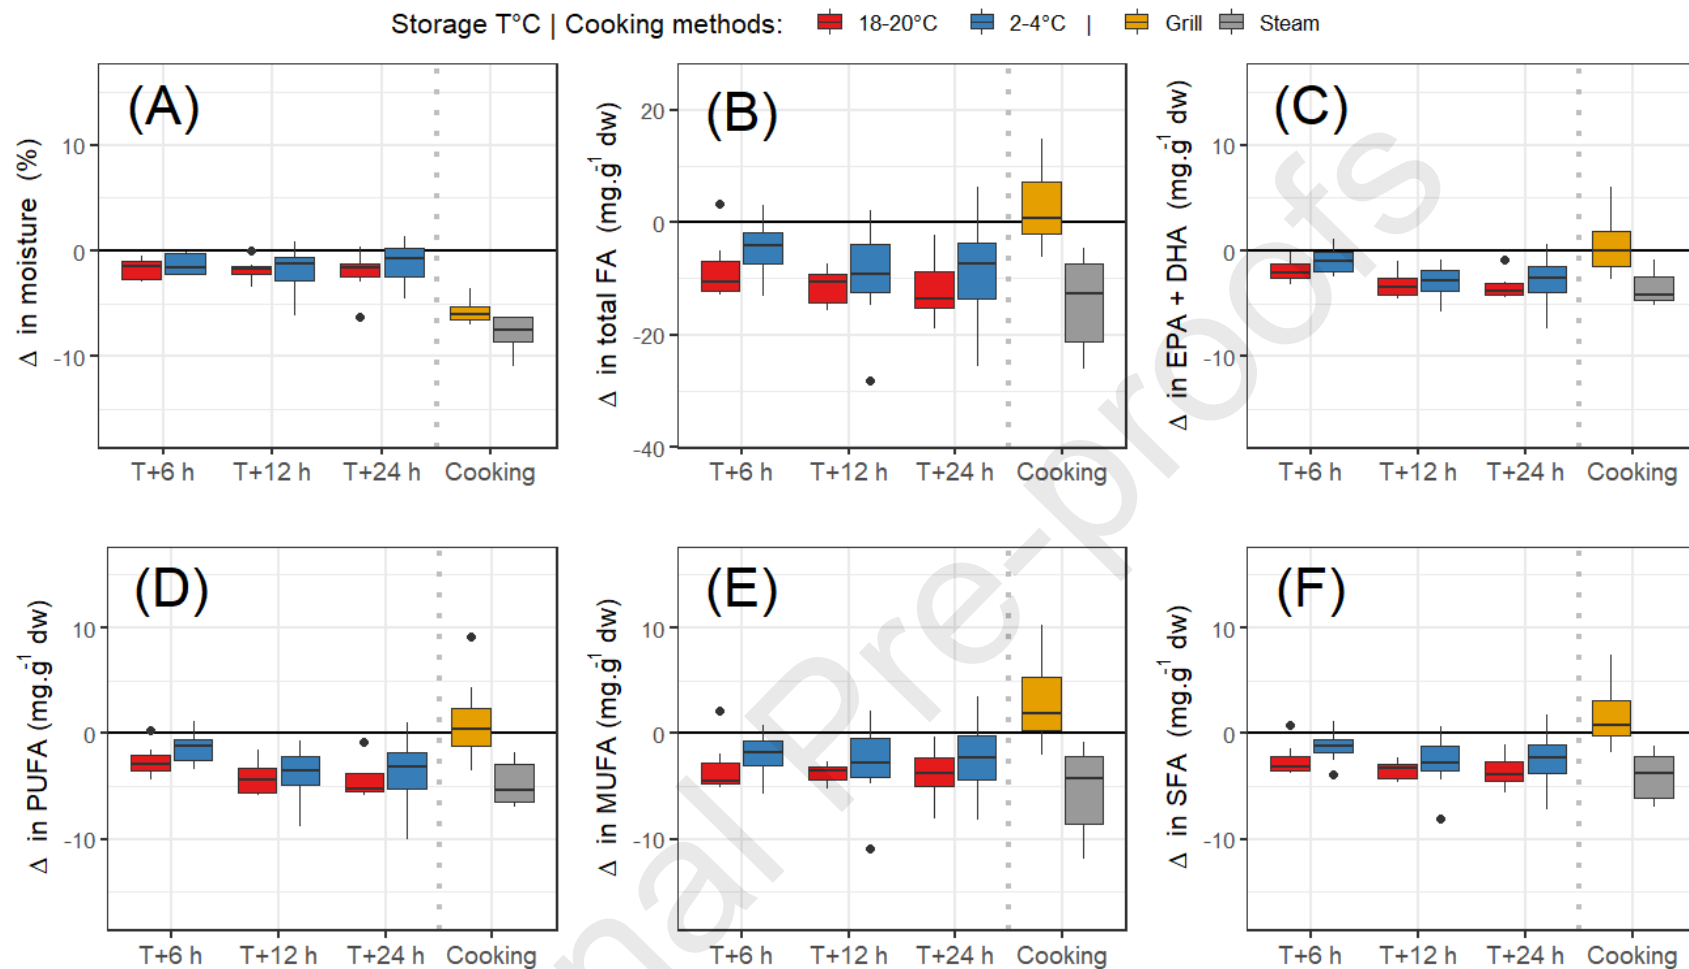 Storage T°C | Cooking methods: 18-20°C 2-4°C | Grill Steam
(A)
Δ in moisture (%)
10
0
-10
T+6 h T+12 h T+24 h Cooking
(B)
Δ in total FA (mg.g-1 dw)
20
0
-20
-40
T+6 h T+12 h T+24 h Cooking
(C)
Δ in EPA + DHA (mg.g-1 dw)
10
0
-10
T+6 h T+12 h T+24 h Cooking
(D)
Δ in PUFA (mg.g-1 dw)
10
0
-10
T+6 h T+12 h T+24 h Cooking
(E)
Δ in MUFA (mg.g-1 dw)
10
0
-10
T+6 h T+12 h T+24 h Cooking
(F)
Δ in SFA (mg.g-1 dw)
10
0
-10
T+6 h T+12 h T+24 h Cooking
nal Pre-proofs